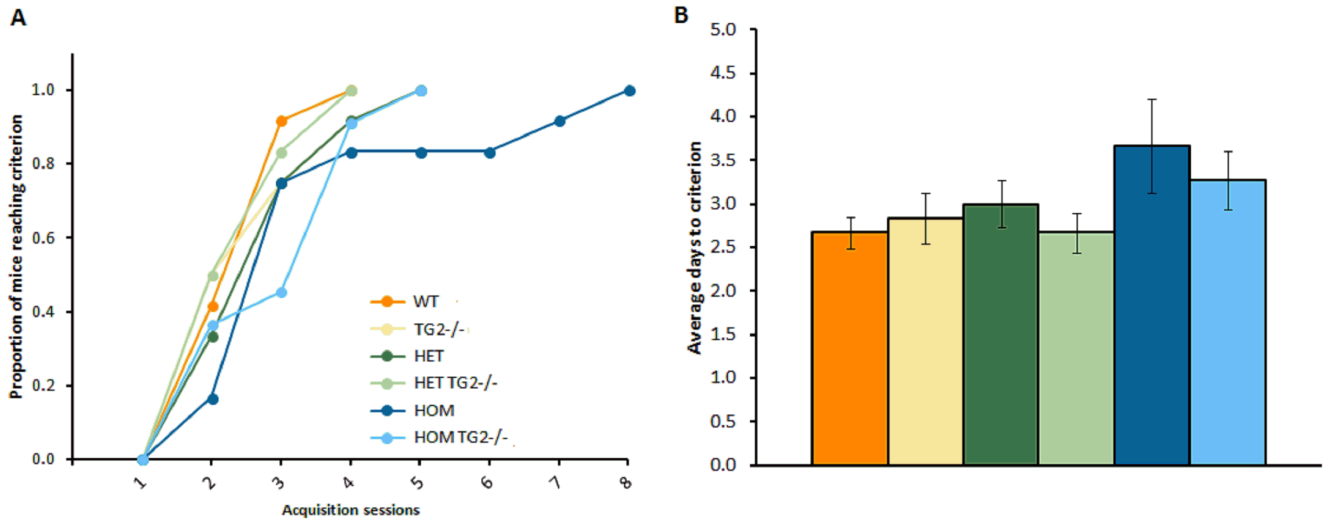 A
Proportion of mice reaching criterion
1.0
0.8
0.6
0.4
0.2
0.0
1 2 3 4 5 6 7 8
Acquisition sessions
WT
TG2-/-
HET
HET TG2-/-
HOM
HOM TG2-/-
B
Average days to criterion
5.0
4.5
4.0
3.5
3.0
2.5
2.0
1.5
1.0
0.5
0.0